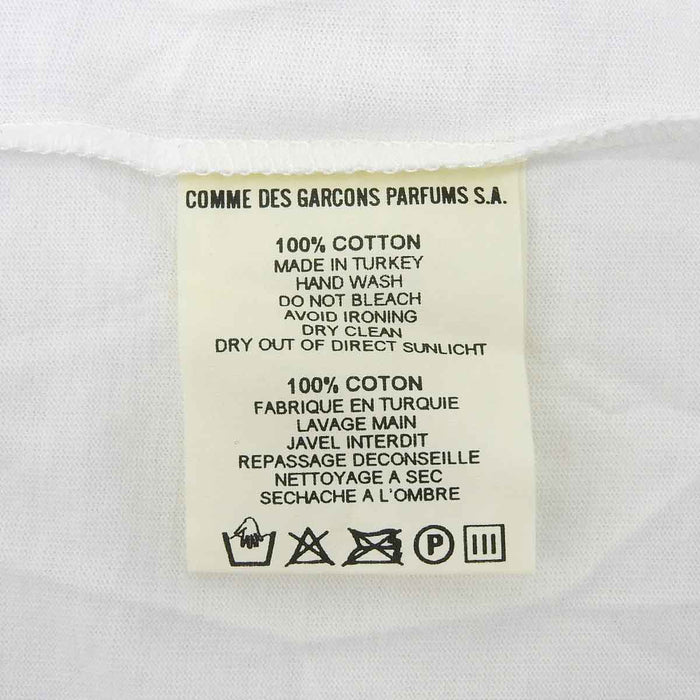 COMME DES GARCONS PARFUMS S.A.
100% COTTON
MADE IN TURKEY
HAND WASH
DO NOT BLEACH
AVOID IRONING
DRY CLEAN
DRY OUT OF DIRECT SUNLICHT
100% COTON
FABRIQUE EN TURQUIE
LAVAGE MAIN
JAVEL INTERDIT
REPASSAGE DECONSEILLE
NETTOYAGE A SEC
SECHACHE A L'OMBRE
P